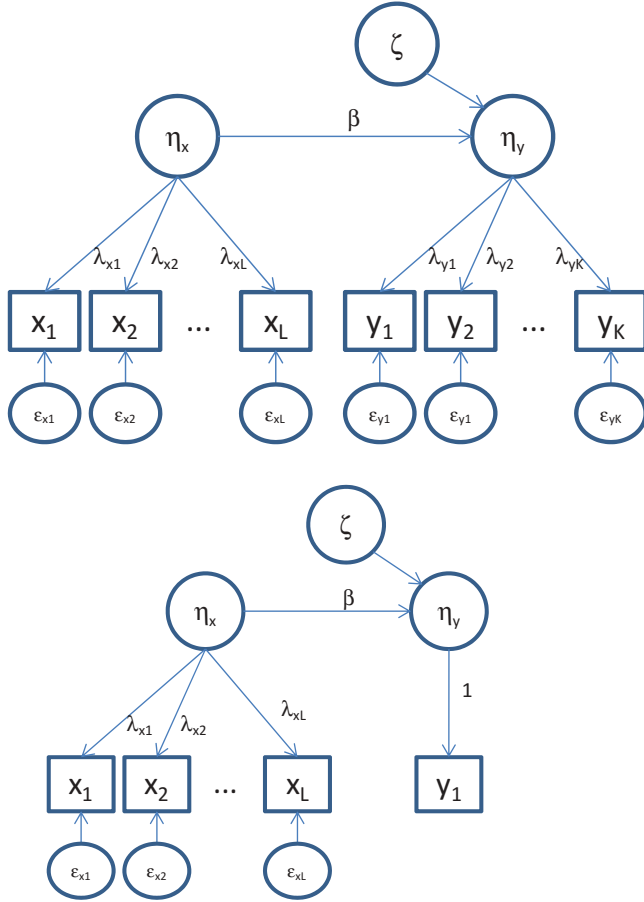 ζ
β
ηx ηy
λx1 λx2 λxL λy1 λy2 λyK
x1 x2 ... xL y1 y2 ... yK
εx1 εx2 εxL εy1 εy1 εyK
ζ
β
ηx ηy
1
λx1 λx2 λxL
x1 x2 ... xL y1
εx1 εx2 εxL